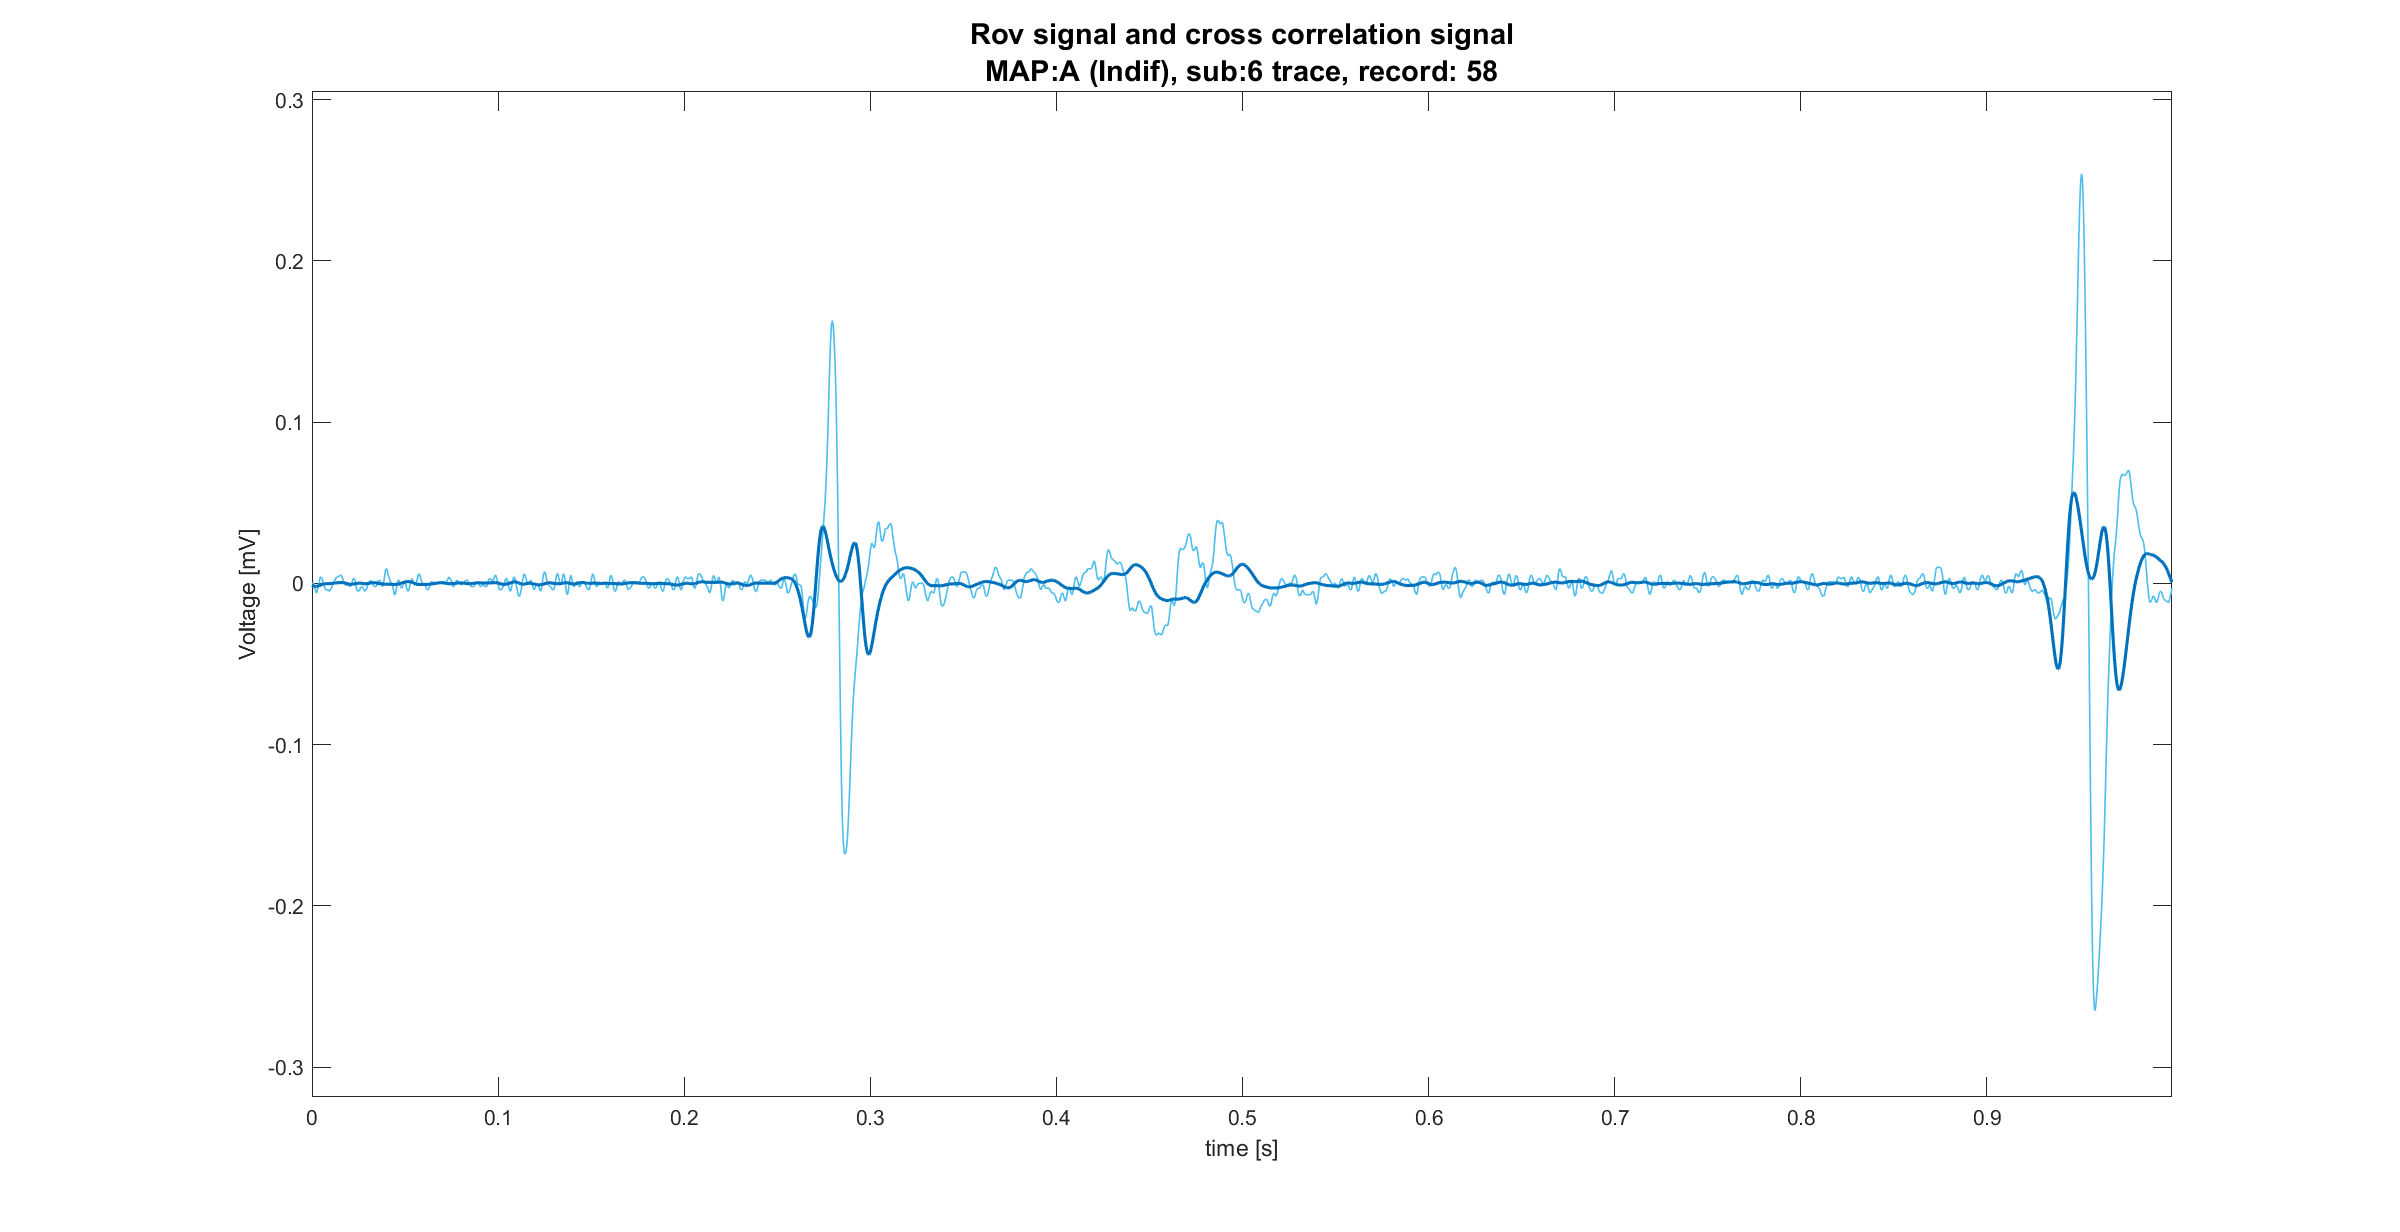 Rov signal and cross correlation signal
MAP:A (Indif), sub:6 trace, record: 58
0.3
0.2
0.1
0
-0.1
-0.2
-0.3
Voltage [mV]
0 0.1 0.2 0.3 0.4 0.5 0.6 0.7 0.8 0.9
time [s]